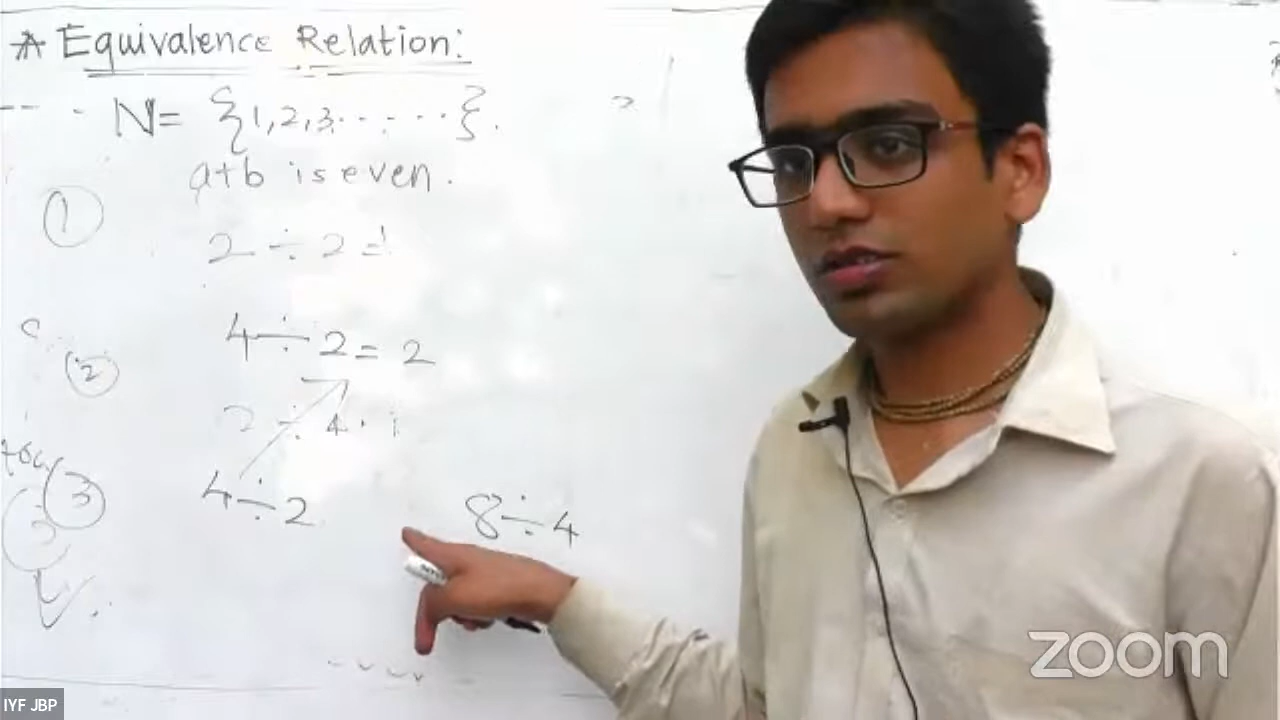 * Equivalence Relation:
N = {1, 2, 3 . . . . . . }.
a+b is even.
①
2 ÷ 2 = 1
4 ÷ 2 = 2
②
2 ÷ 4
③
4 ÷ 2
8 ÷ 4
zoom
IYF JBP